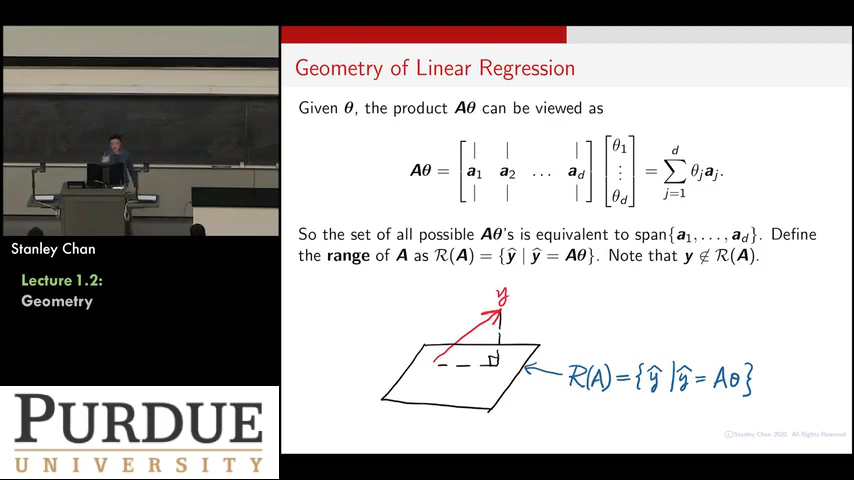 Stanley Chan
Lecture 1.2:
Geometry
PURDUE
UNIVERSITY
Geometry of Linear Regression
Given θ, the product Aθ can be viewed as
Aθ = [ | | | ; a₁ a₂ … a_d ; | | | ] [ θ₁ ; ⋮ ; θ_d ] = ∑_{j=1}^{d} θ_j a_j.
So the set of all possible Aθ's is equivalent to span{a₁, . . . , a_d}. Define
the range of A as R(A) = {ŷ | ŷ = Aθ}. Note that y ∉ R(A).
y
R(A) = {ŷ | ŷ = Aθ}
©Stanley Chan 2020. All Rights Reserved